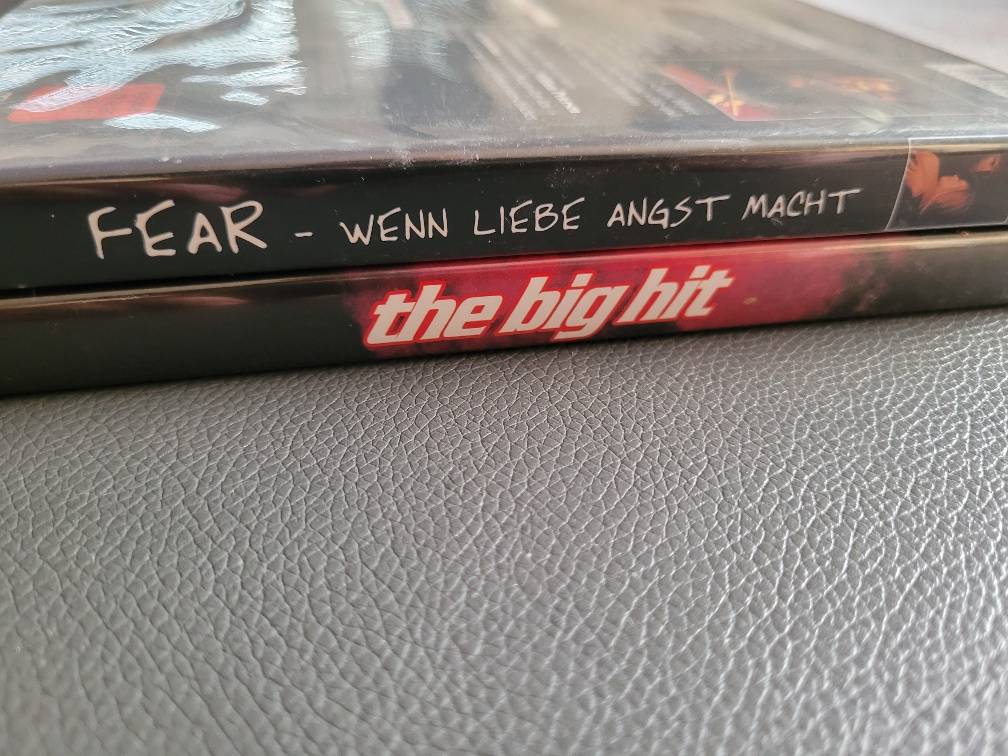 FEAR - WENN LIEBE ANGST MACHT
the big hit